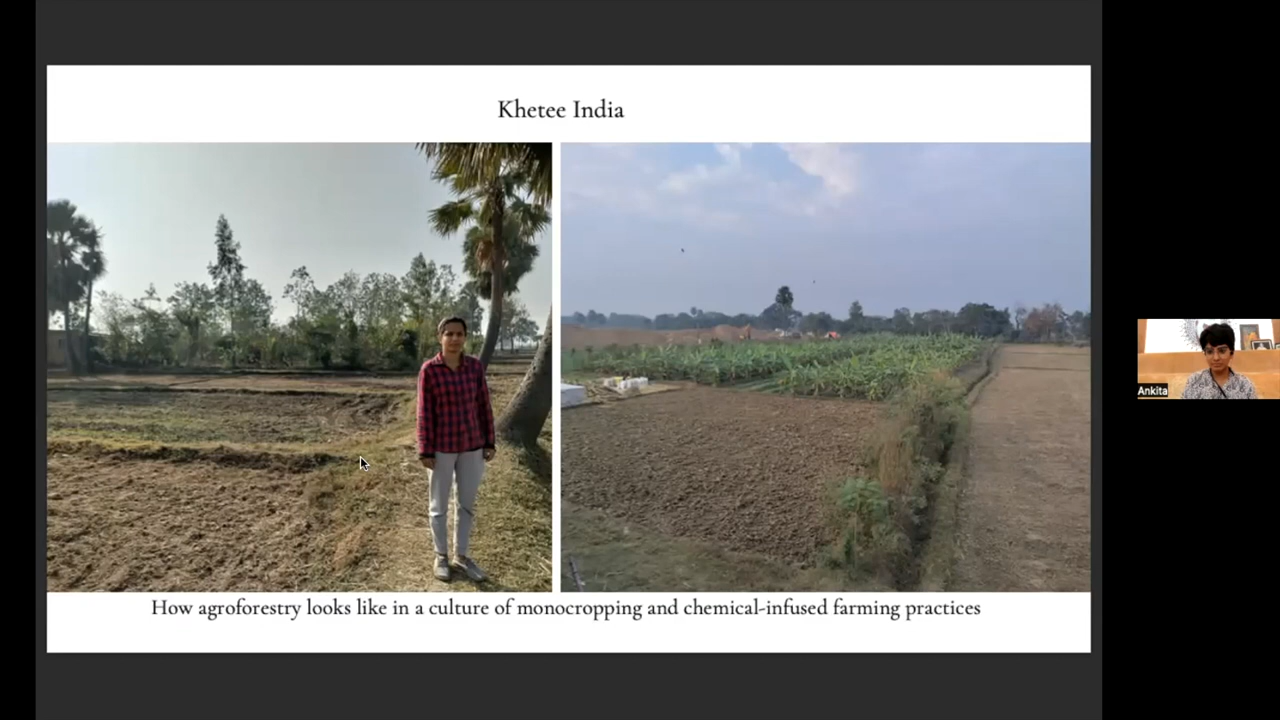 Khetee India
How agroforestry looks like in a culture of monocropping and chemical-infused farming practices
Ankita